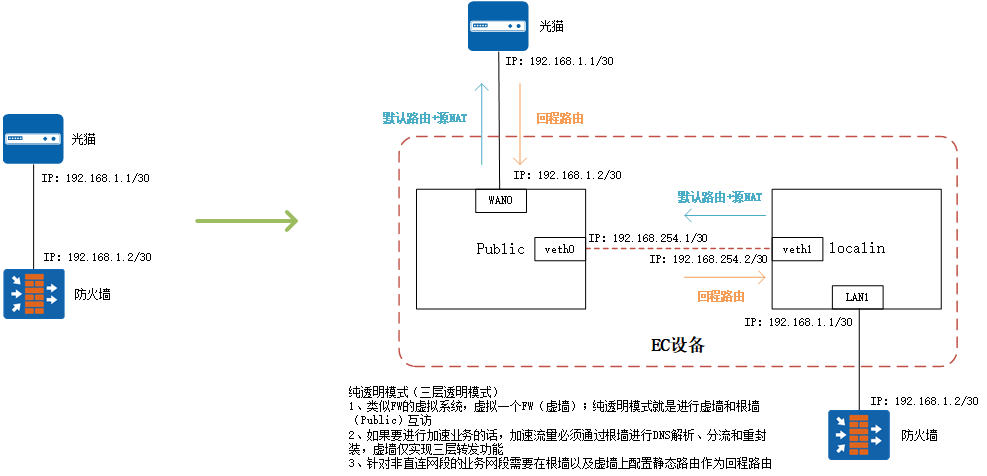 光猫
IP: 192.168.1.1/30
IP: 192.168.1.2/30
防火墙
光猫
IP: 192.168.1.1/30
默认路由+源NAT
回程路由
IP: 192.168.1.2/30
WAN0
Public
veth0
IP: 192.168.254.1/30
默认路由+源NAT
veth1
localin
IP: 192.168.254.2/30
回程路由
LAN1
IP: 192.168.1.1/30
EC设备
IP: 192.168.1.2/30
防火墙
纯透明模式（三层透明模式）
1、类似FW的虚拟系统，虚拟一个FW（虚墙）；纯透明模式就是进行虚墙和根墙
（Public）互访
2、如果要进行加速业务的话，加速流量必须通过根墙进行DNS解析、分流和重封
装，虚墙仅实现三层转发功能
3、针对非直连网段的业务网段需要在根墙以及虚墙上配置静态路由作为回程路由